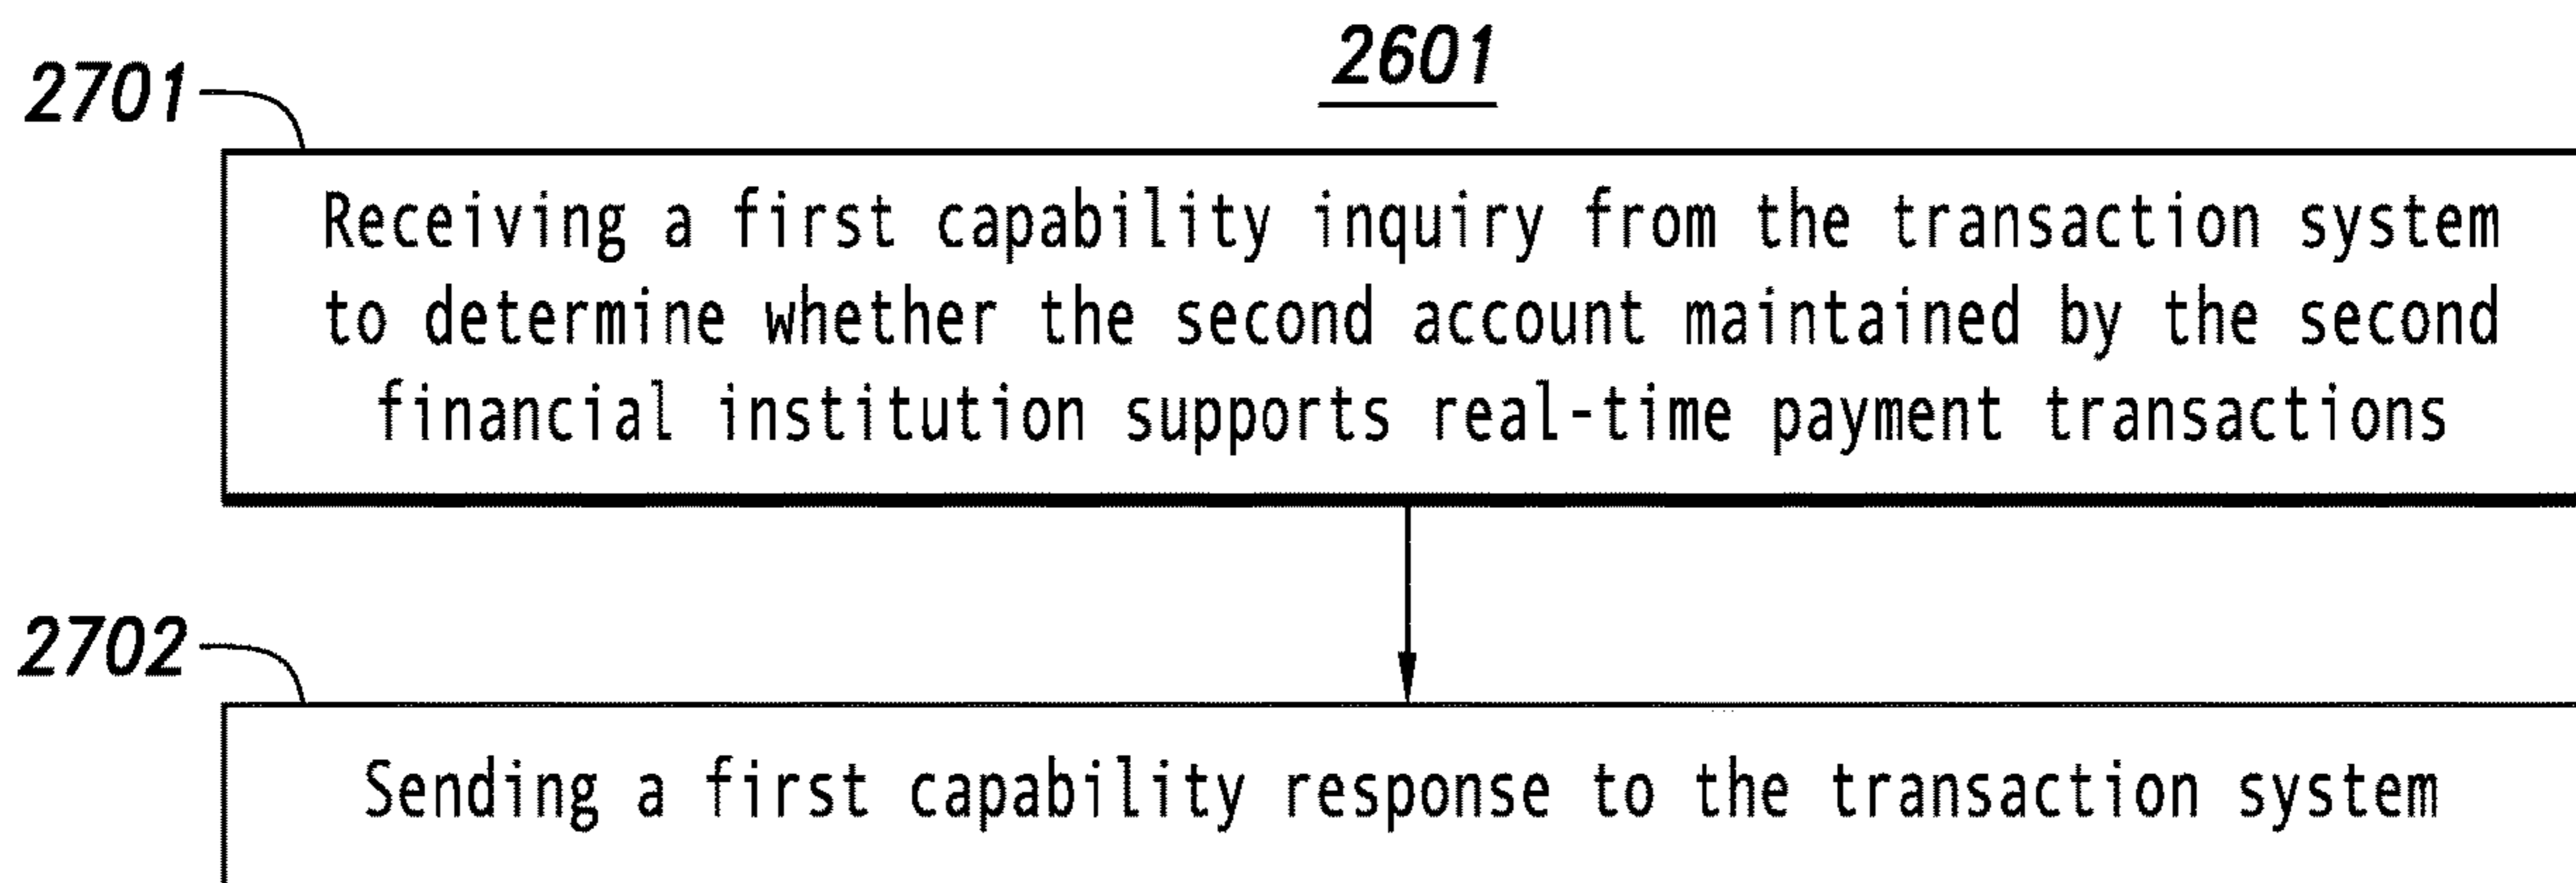 2601
2701
Receiving a first capability inquiry from the transaction system
to determine whether the second account maintained by the second
financial institution supports real-time payment transactions
2702
Sending a first capability response to the transaction system